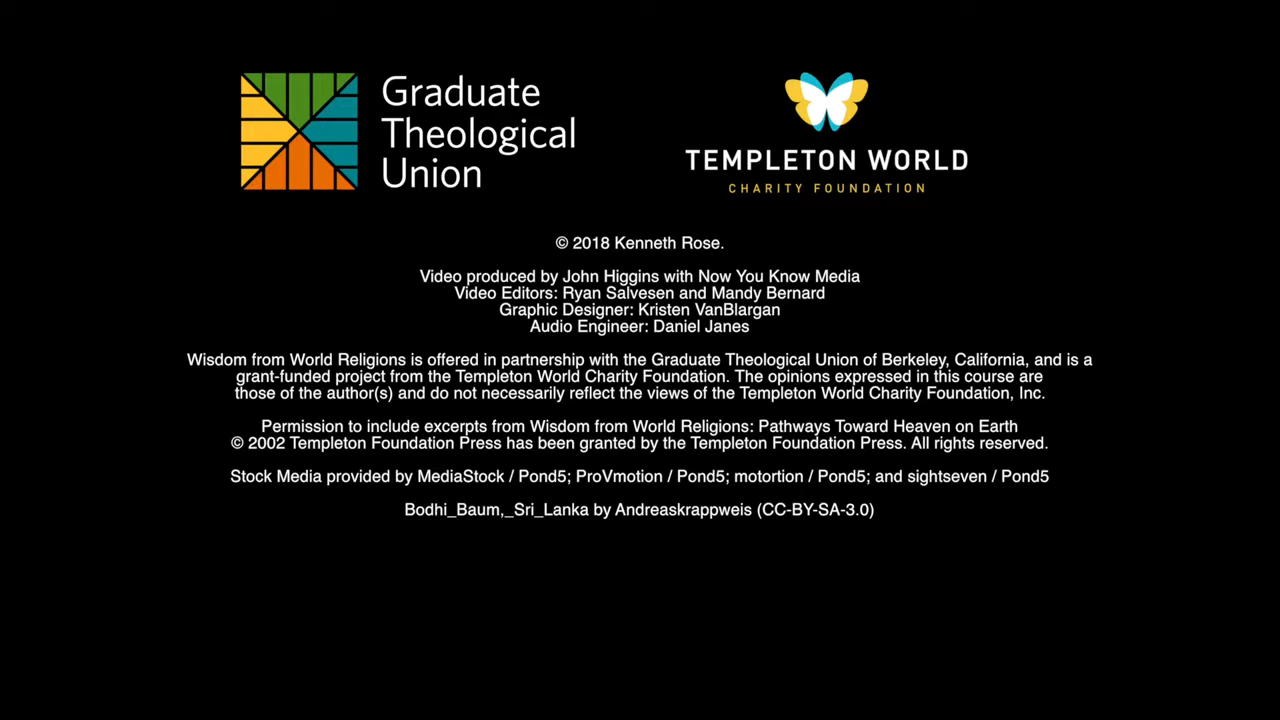 Graduate
Theological
Union
TEMPLETON WORLD
CHARITY FOUNDATION
© 2018 Kenneth Rose.
Video produced by John Higgins with Now You Know Media
Video Editors: Ryan Salvesen and Mandy Bernard
Graphic Designer: Kristen VanBlargan
Audio Engineer: Daniel Janes
Wisdom from World Religions is offered in partnership with the Graduate Theological Union of Berkeley, California, and is a
grant-funded project from the Templeton World Charity Foundation. The opinions expressed in this course are
those of the author(s) and do not necessarily reflect the views of the Templeton World Charity Foundation, Inc.
Permission to include excerpts from Wisdom from World Religions: Pathways Toward Heaven on Earth
© 2002 Templeton Foundation Press has been granted by the Templeton Foundation Press. All rights reserved.
Stock Media provided by MediaStock / Pond5; ProVmotion / Pond5; motortion / Pond5; and sightseven / Pond5
Bodhi_Baum,_Sri_Lanka by Andreaskrappweis (CC-BY-SA-3.0)